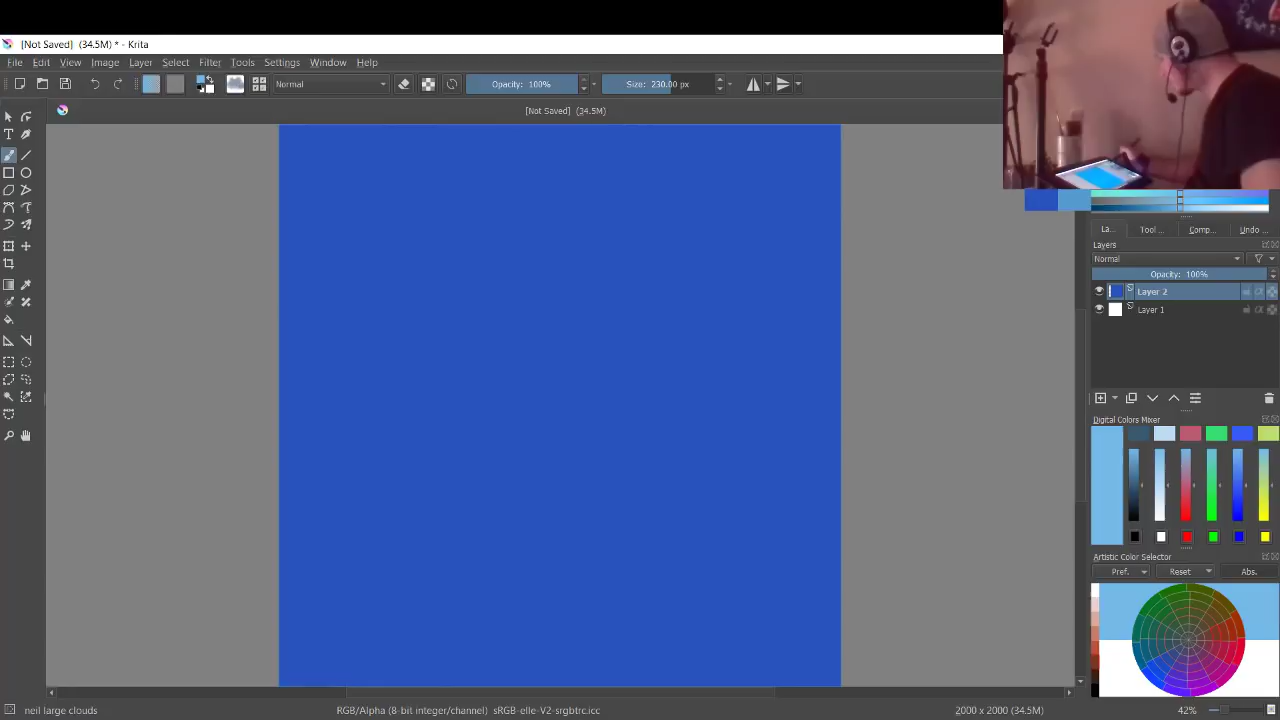 [Not Saved]  (34.5M) * - Krita
File Edit View Image Layer Select Filter Tools Settings Window Help
Normal Opacity: 100% Size: 230.00 px
[Not Saved]  (34.5M)
La... Tool ... Comp... Undo ...
Layers
Normal
Opacity: 100%
Layer 2
Layer 1
Digital Colors Mixer
Artistic Color Selector
Pref. Reset Abs.
neil large clouds RGB/Alpha (8-bit integer/channel)  sRGB-elle-V2-srgbtrc.icc 2000 x 2000 (34.5M) 42%